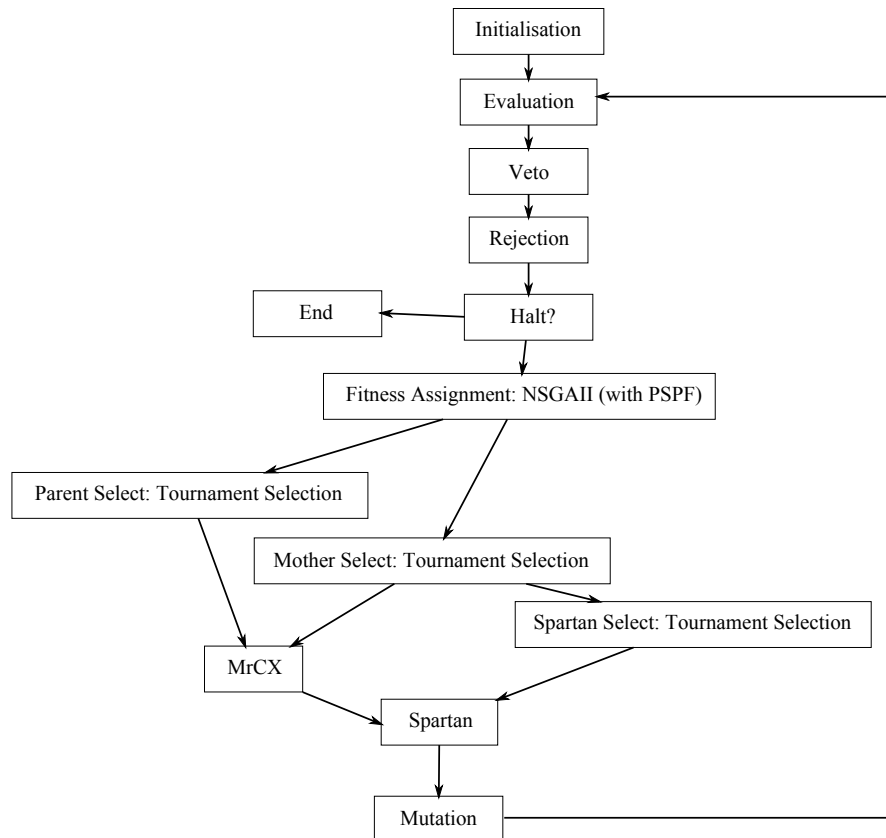 Initialisation
Evaluation
Veto
Rejection
End
Halt?
Fitness Assignment: NSGAII (with PSPF)
Parent Select: Tournament Selection
Mother Select: Tournament Selection
Spartan Select: Tournament Selection
MrCX
Spartan
Mutation